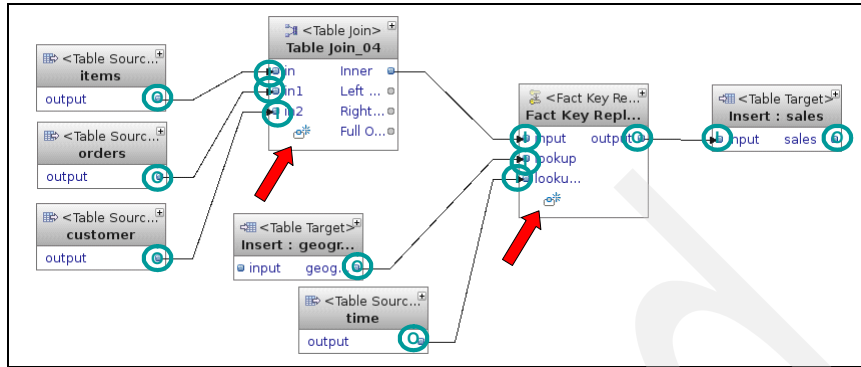 <Table Sourc...
items
output
<Table Sourc...
orders
output
<Table Sourc...
customer
output
<Table Join>
Table Join_04
in Inner
in1 Left ...
in2 Right...
Full O...
<Table Target>
Insert : geogr...
input geog...
<Table Sourc...
time
output
<Fact Key Re...
Fact Key Repl...
input output
lookup
looku...
<Table Target>
Insert : sales
input sales